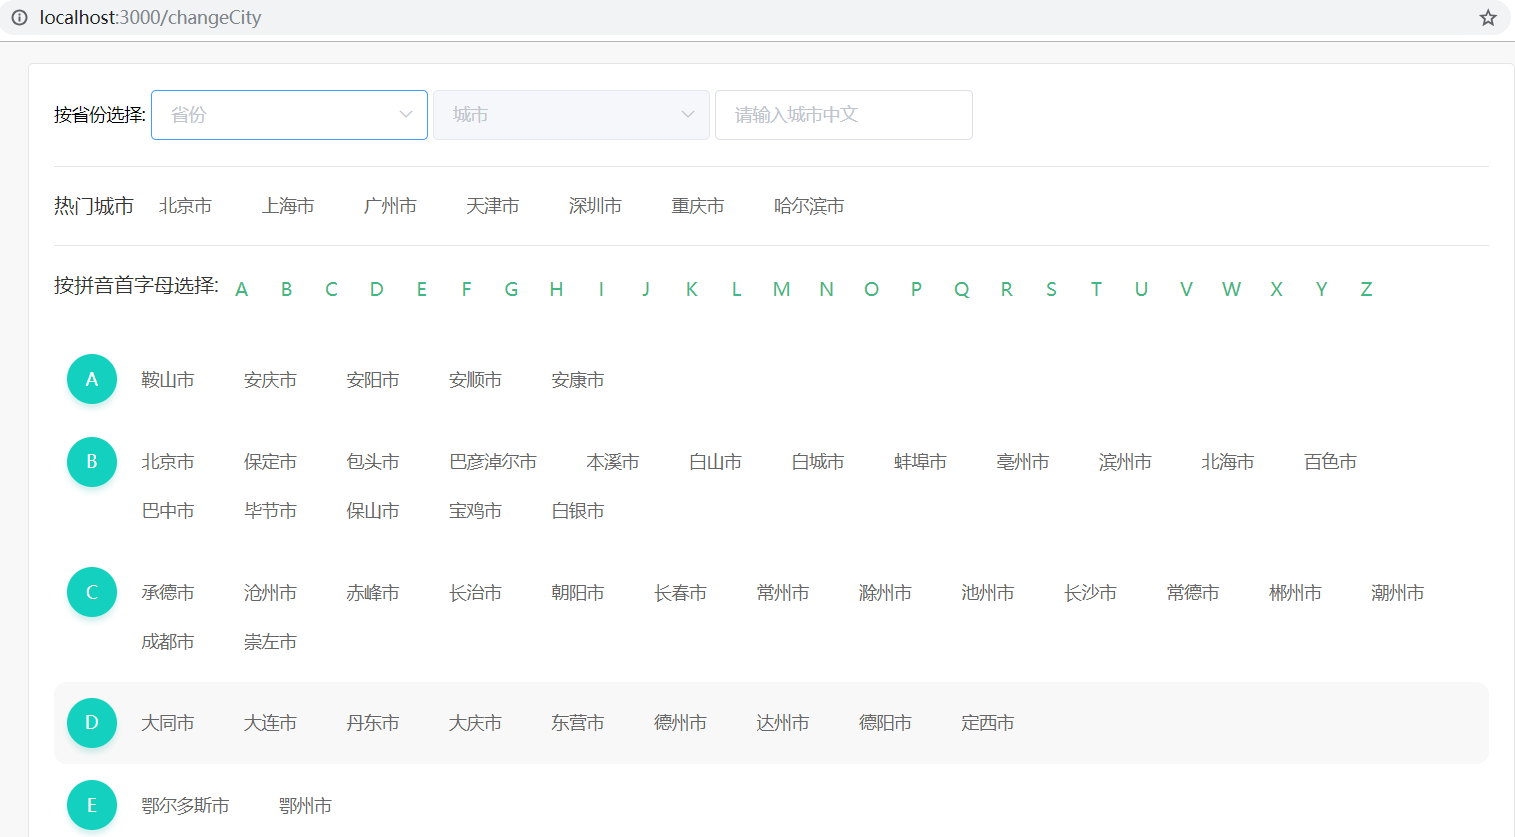 localhost:3000/changeCity
按省份选择: 省份 城市 请输入城市中文
热门城市 北京市 上海市 广州市 天津市 深圳市 重庆市 哈尔滨市
按拼音首字母选择: A B C D E F G H I J K L M N O P Q R S T U V W X Y Z
A 鞍山市 安庆市 安阳市 安顺市 安康市
B 北京市 保定市 包头市 巴彦淖尔市 本溪市 白山市 白城市 蚌埠市 亳州市 滨州市 北海市 百色市
巴中市 毕节市 保山市 宝鸡市 白银市
C 承德市 沧州市 赤峰市 长治市 朝阳市 长春市 常州市 滁州市 池州市 长沙市 常德市 郴州市 潮州市
成都市 崇左市
D 大同市 大连市 丹东市 大庆市 东营市 德州市 达州市 德阳市 定西市
E 鄂尔多斯市 鄂州市